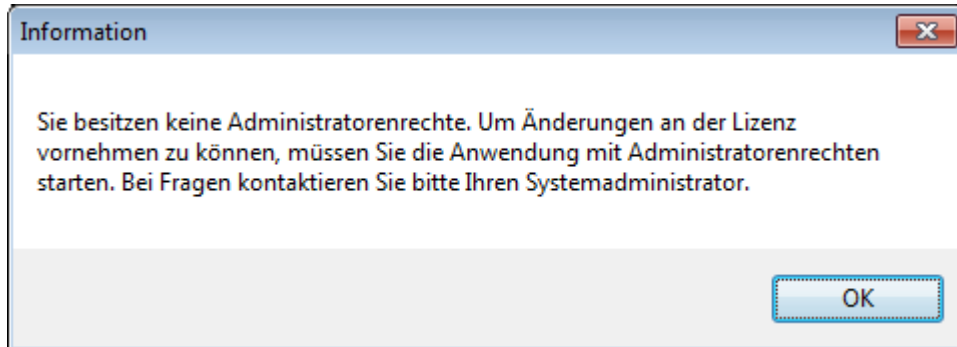 Information
Sie besitzen keine Administratorenrechte. Um Änderungen an der Lizenz
vornehmen zu können, müssen Sie die Anwendung mit Administratorenrechten
starten. Bei Fragen kontaktieren Sie bitte Ihren Systemadministrator.
OK